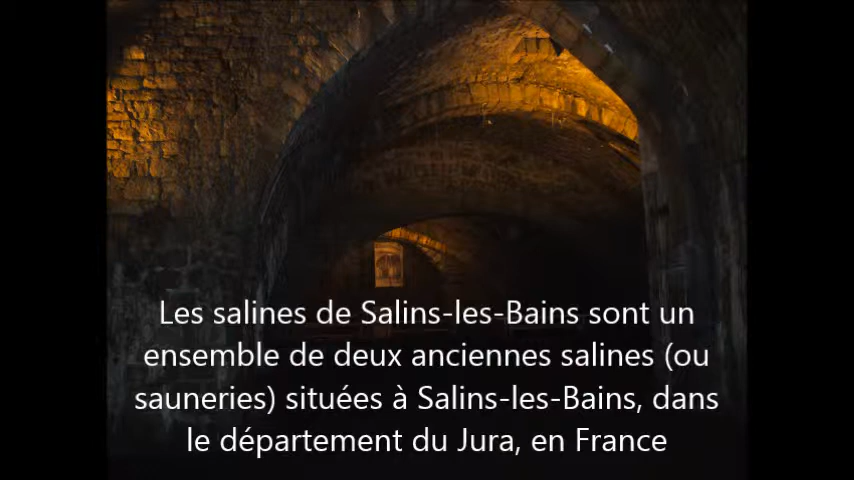 Les salines de Salins-les-Bains sont un
ensemble de deux anciennes salines (ou
sauneries) situées à Salins-les-Bains, dans
le département du Jura, en France